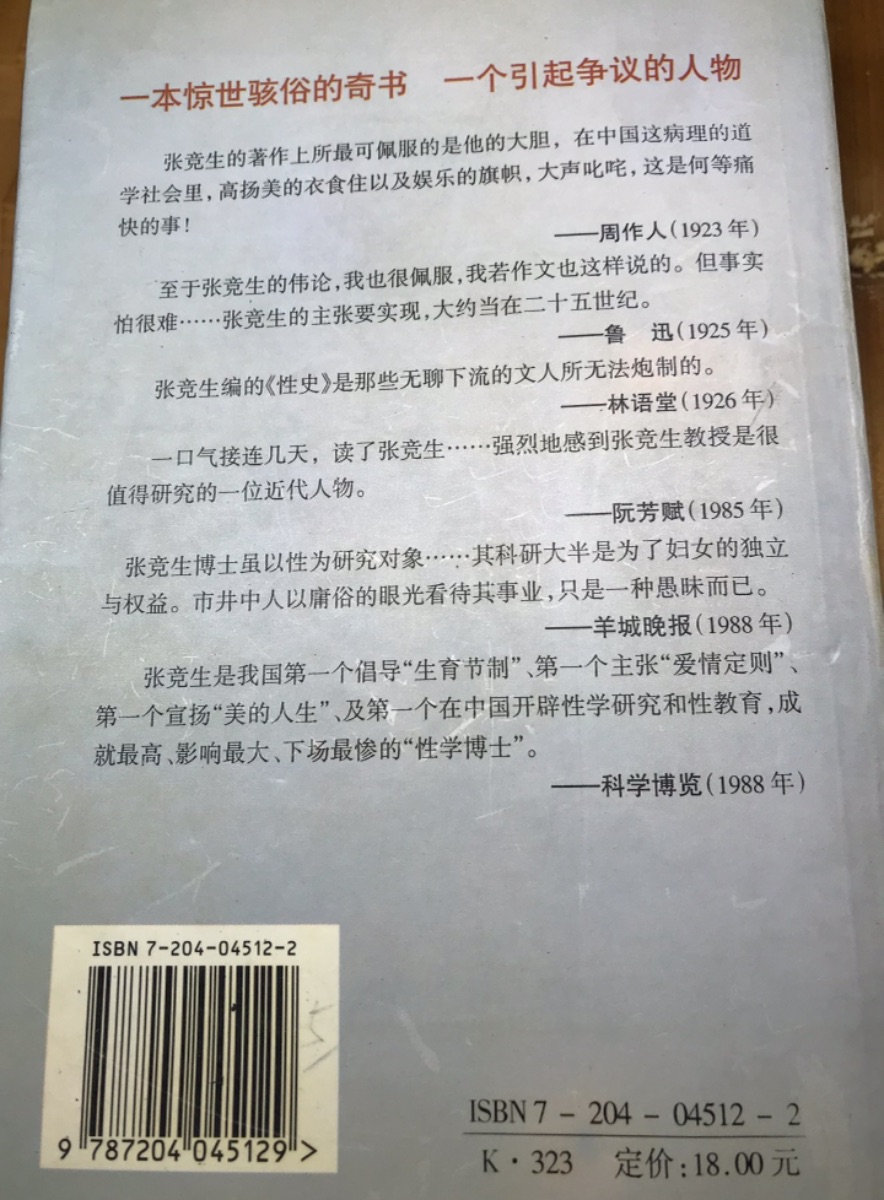 一本惊世骇俗的奇书 一个引起争议的人物
张竞生的著作上所最可佩服的是他的大胆，在中国这病理的道
学社会里，高扬美的衣食住以及娱乐的旗帜，大声叱咤，这是何等痛
快的事！
——周作人（1923年）
至于张竞生的伟论，我也很佩服，我若作文也这样说的。但事实
怕很难……张竞生的主张要实现，大约当在二十五世纪。
——鲁 迅（1925年）
张竞生编的《性史》是那些无聊下流的文人所无法炮制的。
——林语堂（1926年）
一口气接连几天，读了张竞生……强烈地感到张竞生教授是很
值得研究的一位近代人物。
——阮芳赋（1985年）
张竞生博士虽以性为研究对象……其科研大半是为了妇女的独立
与权益。市井中人以庸俗的眼光看待其事业，只是一种愚昧而已。
——羊城晚报（1988年）
张竞生是我国第一个倡导“生育节制”、第一个主张“爱情定则”、
第一个宣扬“美的人生”、及第一个在中国开辟性学研究和性教育，成
就最高、影响最大、下场最惨的“性学博士”。
——科学博览（1988年）
ISBN 7-204-04512-2
9 787204 045129 >
ISBN 7 - 204 - 04512 - 2
K·323 定价：18.00元